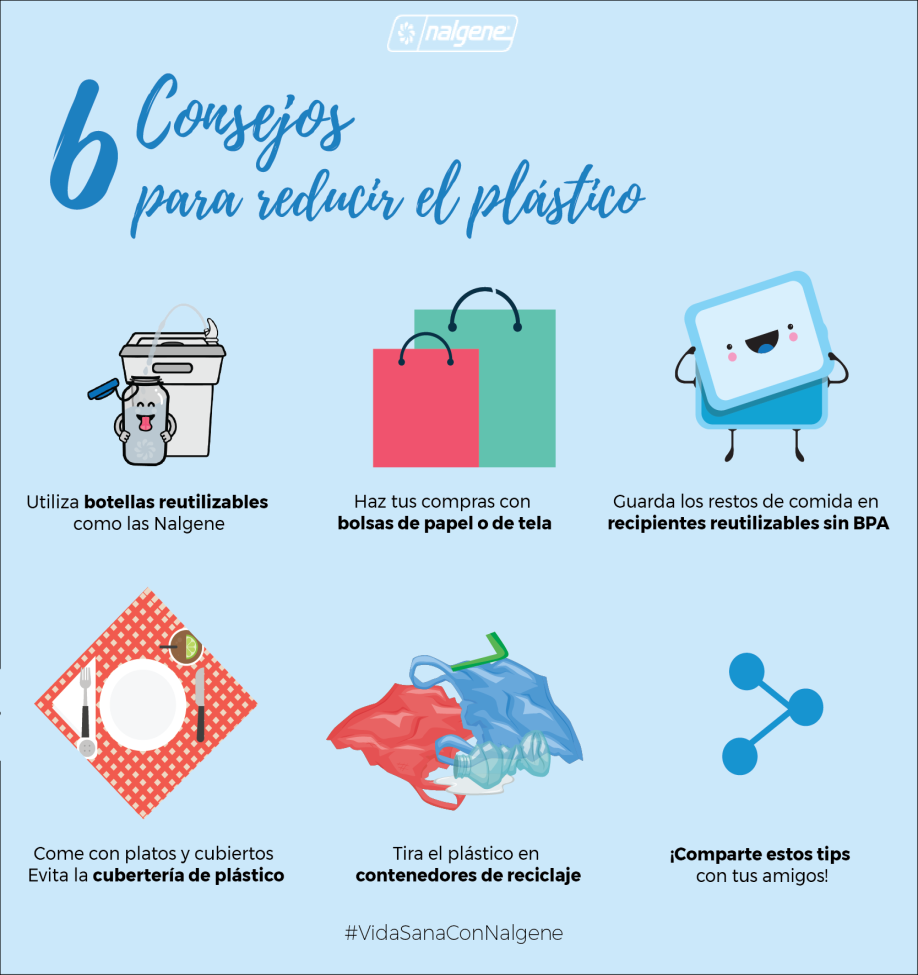 nalgene
6 Consejos
para reducir el plástico
Utiliza botellas reutilizables
como las Nalgene
Haz tus compras con
bolsas de papel o de tela
Guarda los restos de comida en
recipientes reutilizables sin BPA
Come con platos y cubiertos
Evita la cubertería de plástico
Tira el plástico en
contenedores de reciclaje
¡Comparte estos tips
con tus amigos!
#VidaSanaConNalgene